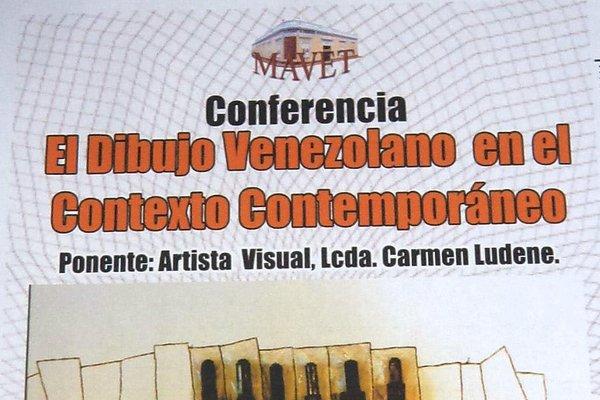 MAVET
Conferencia
El Dibujo Venezolano en el
Contexto Contemporáneo
Ponente: Artista Visual, Lcda. Carmen Ludene.